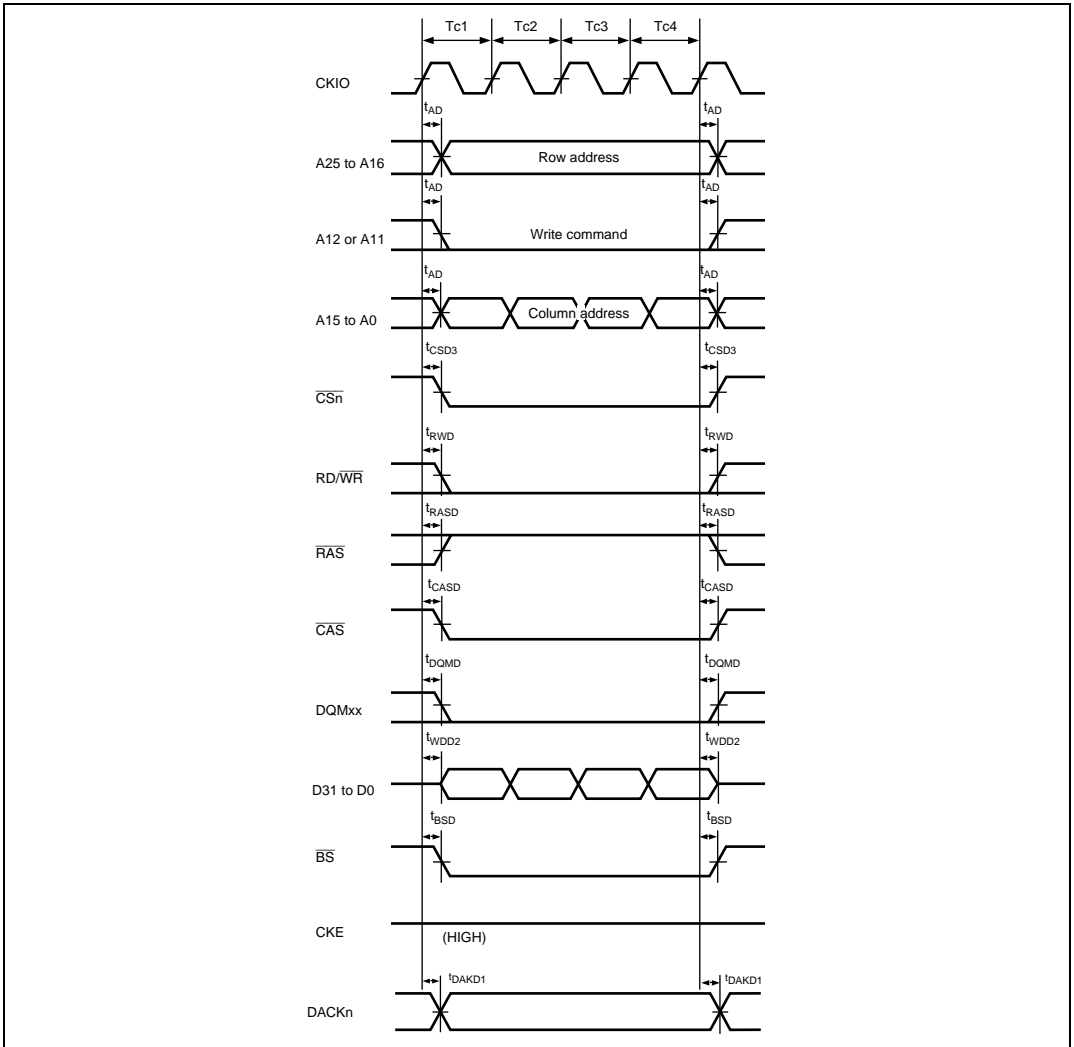 Tc1 Tc2 Tc3 Tc4
CKIO
tAD tAD
A25 to A16 Row address
tAD tAD
A12 or A11 Write command
tAD tAD
A15 to A0 Column address
tCSD3 tCSD3
CSn
tRWD tRWD
RD/WR
tRASD tRASD
RAS
tCASD tCASD
CAS
tDQMD tDQMD
DQMxx
tWDD2 tWDD2
D31 to D0
tBSD tBSD
BS
CKE (HIGH)
tDAKD1 tDAKD1
DACKn